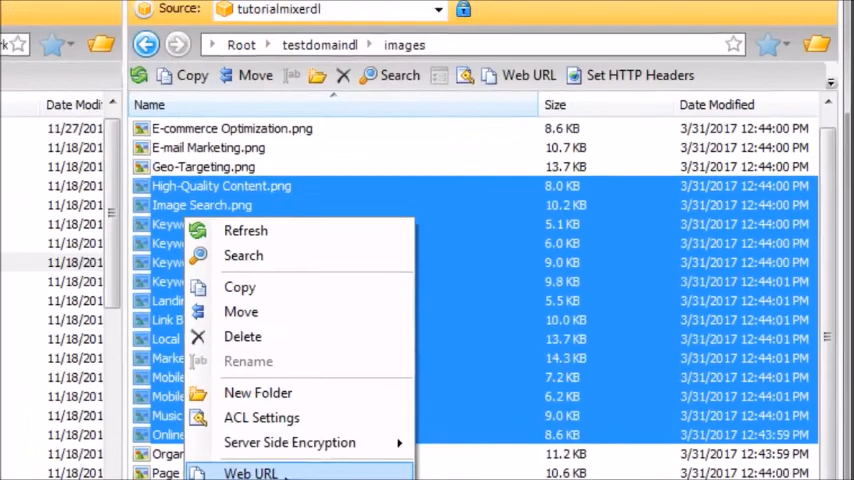 Source: tutorialmixerdl
Root testdomaindl images
Copy Move Search Web URL Set HTTP Headers
Date Modi Name Size Date Modified
11/27/201 E-commerce Optimization.png 8.6 KB 3/31/2017 12:44:00 PM
11/18/201 E-mail Marketing.png 10.7 KB 3/31/2017 12:44:00 PM
11/18/201 Geo-Targeting.png 13.7 KB 3/31/2017 12:44:00 PM
11/18/201 High-Quality Content.png 8.0 KB 3/31/2017 12:44:00 PM
11/18/201 Image Search.png 10.2 KB 3/31/2017 12:44:00 PM
11/18/201 Keyw 5.1 KB 3/31/2017 12:44:00 PM
11/18/201 Keyw 6.0 KB 3/31/2017 12:44:00 PM
11/18/201 Keyw 9.0 KB 3/31/2017 12:44:00 PM
11/18/201 Keyw 9.8 KB 3/31/2017 12:44:01 PM
11/18/201 Landin 5.5 KB 3/31/2017 12:44:01 PM
11/18/201 Link B 10.0 KB 3/31/2017 12:44:01 PM
11/18/201 Local 13.7 KB 3/31/2017 12:44:01 PM
11/18/201 Marke 14.3 KB 3/31/2017 12:44:01 PM
11/18/201 Mobile 7.2 KB 3/31/2017 12:44:01 PM
11/18/201 Mobile 6.2 KB 3/31/2017 12:44:01 PM
11/18/201 Music 9.0 KB 3/31/2017 12:44:01 PM
11/18/201 Online 8.6 KB 3/31/2017 12:43:59 PM
11/18/201 Organ 11.2 KB 3/31/2017 12:43:59 PM
11/18/201 Page 10.6 KB 3/31/2017 12:44:00 PM
Refresh
Search
Copy
Move
Delete
Rename
New Folder
ACL Settings
Server Side Encryption
Web URL